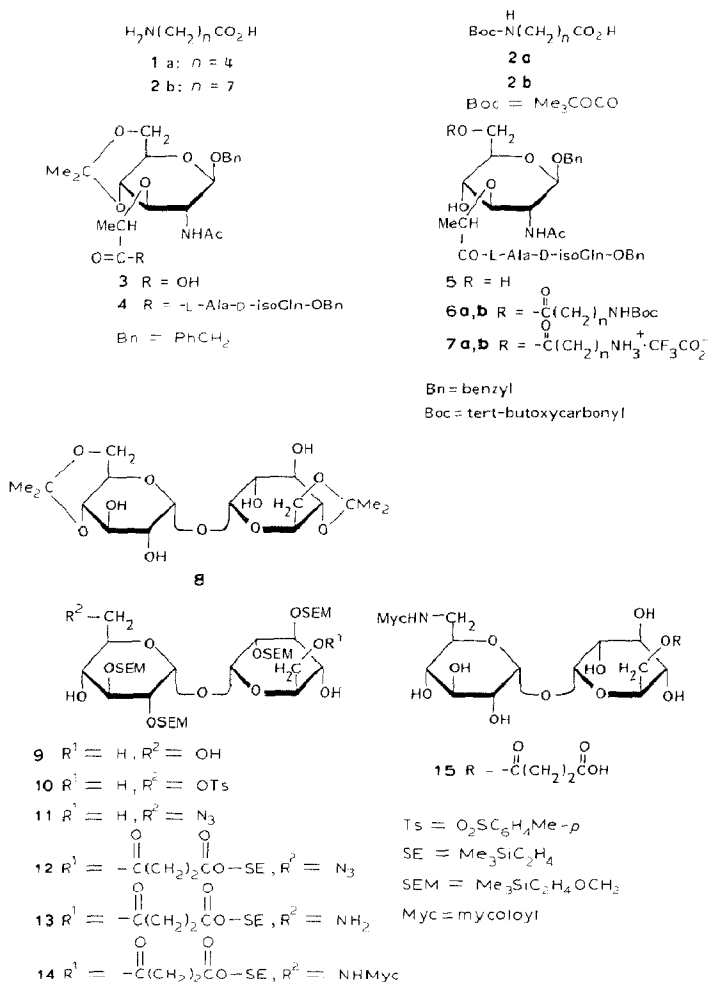 H₂N(CH₂)ₙCO₂H
1 a: n = 4
2 b: n = 7
H
Boc-N(CH₂)ₙCO₂H
2a
2b
Boc = Me₃COCO
O-CH₂
O
OBn
Me₂C
O
O
MeCH
NHAc
O=C-R
3 R = OH
4 R = -L-Ala-D-isoGln-OBn
Bn = PhCH₂
RO-CH₂
O
OBn
HO
O
MeCH
NHAc
CO-L-Ala-D-isoGln-OBn
5 R = H
O
6a,b R = -C(CH₂)ₙNHBoc
O
7a,b R = -C(CH₂)ₙNH₃⁺·CF₃CO₂⁻
Bn=benzyl
Boc=tert-butoxycarbonyl
O-CH₂
OH
Me₂C
O
O
OH
HO
H₂C
O
CMe₂
O
O
O
OH
8
R²-CH₂
OSEM
O
OSEM
OR¹
OSEM
H₂C
HO
O
O
OH
OSEM
9 R¹ = H, R² = OH
10 R¹ = H, R² = OTs
11 R¹ = H, R² = N₃
O O
12 R¹ = -C(CH₂)₂CO-SE, R² = N₃
O O
13 R¹ = -C(CH₂)₂CO-SE, R² = NH₂
O O
14 R¹ = -C(CH₂)₂CO-SE, R² = NHMyc
MycHN-CH₂
OH
O
OR
OH
HO
H₂C
HO
O
O
OH
OH
O O
15 R - -C(CH₂)₂COH
Ts = O₂SC₆H₄Me-p
SE = Me₃SiC₂H₄
SEM = Me₃SiC₂H₄OCH₂
Myc=mycoloyl